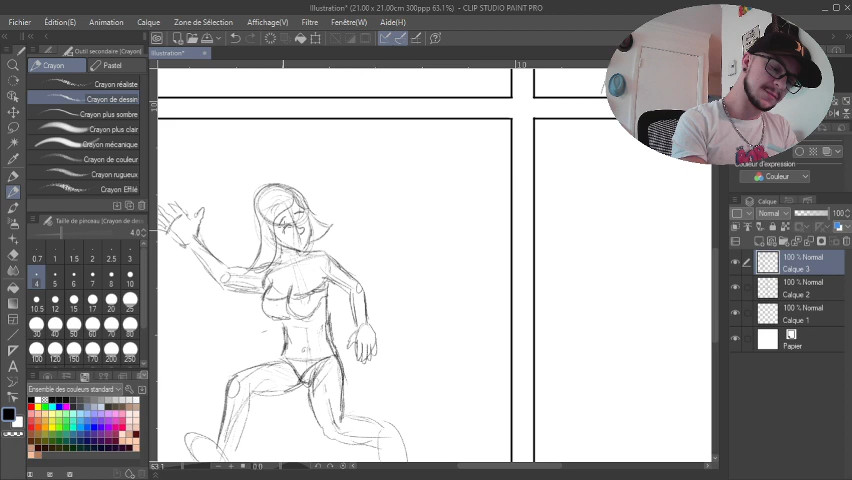 Illustration* (21.00 x 21.00cm 300ppp 63.1%) - CLIP STUDIO PAINT PRO
Fichier Édition(E) Animation Calque Zone de Sélection Affichage(V) Filtre Fenêtre(W) Aide(H)
Outil secondaire (Crayon)
Illustration*
Crayon Pastel
Crayon réaliste
Crayon de dessin
Crayon plus sombre
Crayon plus clair
Crayon mécanique
Crayon de couleur
Crayon rugueux
Crayon Effilé
Taille de pinceau [Crayon de des
4.0
0.7 1 1.5 2 2.5 3
4 5 6 7 8 10
10.5 12 15 17 20 25
30 40 50 60 70 80
100 120 150 170 200 250
Ensemble des couleurs standard
10
10
63.1 0.0
Couleur d'expression
Couleur
Calque
Normal 100
100 % Normal
Calque 3
100 % Normal
Calque 2
100 % Normal
Calque 1
Papier